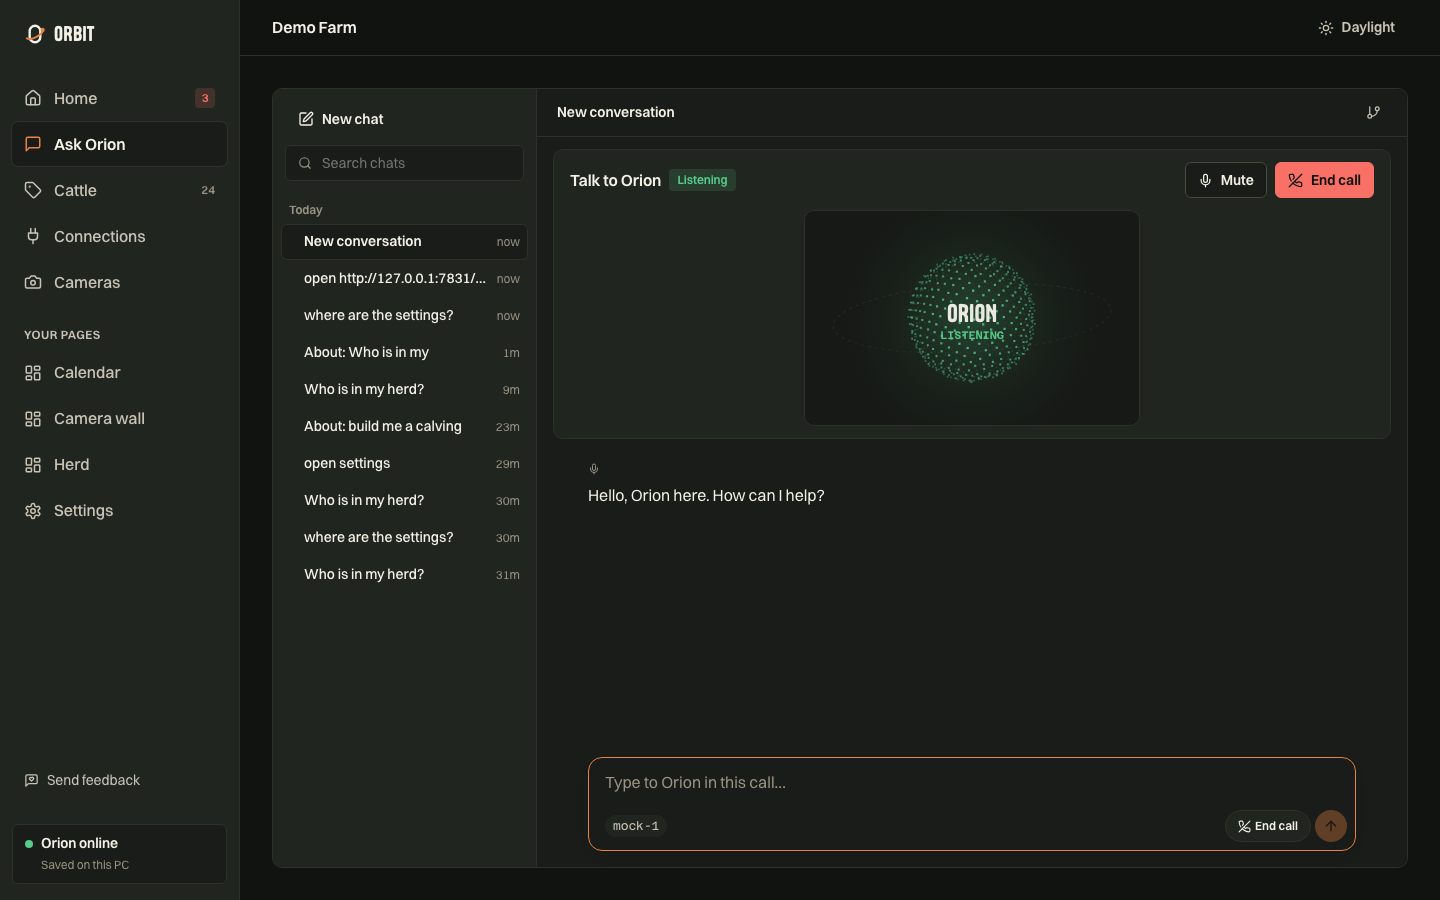 ORBIT
Home 3
Ask Orion
Cattle 24
Connections
Cameras
YOUR PAGES
Calendar
Camera wall
Herd
Settings
Send feedback
Orion online
Saved on this PC
Demo Farm
Daylight
New chat
Search chats
Today
New conversation now
open http://127.0.0.1:7831/... now
where are the settings? now
About: Who is in my 1m
Who is in my herd? 9m
About: build me a calving 23m
open settings 29m
Who is in my herd? 30m
where are the settings? 30m
Who is in my herd? 31m
New conversation
Talk to Orion Listening
Mute
End call
ORION
LISTENING
Hello, Orion here. How can I help?
Type to Orion in this call...
mock-1
End call